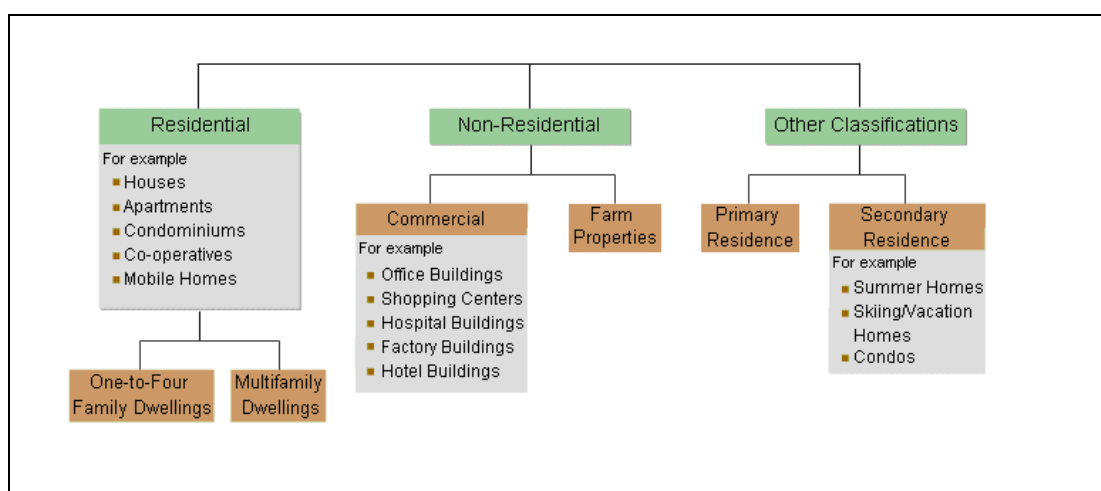 Residential
For example
Houses
Apartments
Condominiums
Co-operatives
Mobile Homes
One-to-Four
Family Dwellings
Multifamily
Dwellings
Non-Residential
Commercial
For example
Office Buildings
Shopping Centers
Hospital Buildings
Factory Buildings
Hotel Buildings
Farm
Properties
Other Classifications
Primary
Residence
Secondary
Residence
For example
Summer Homes
Skiing/Vacation
Homes
Condos